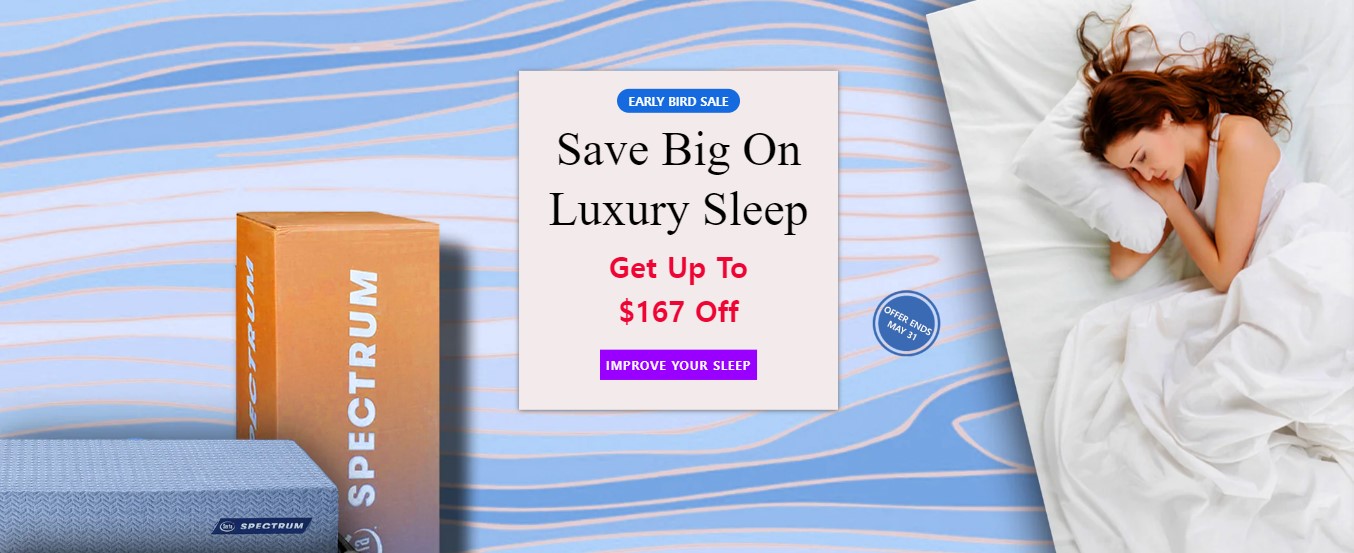 EARLY BIRD SALE
Save Big On
Luxury Sleep
Get Up To
$167 Off
IMPROVE YOUR SLEEP
OFFER ENDS
MAY 31
SPECTRUM
SPECTRUM
Serta SPECTRUM